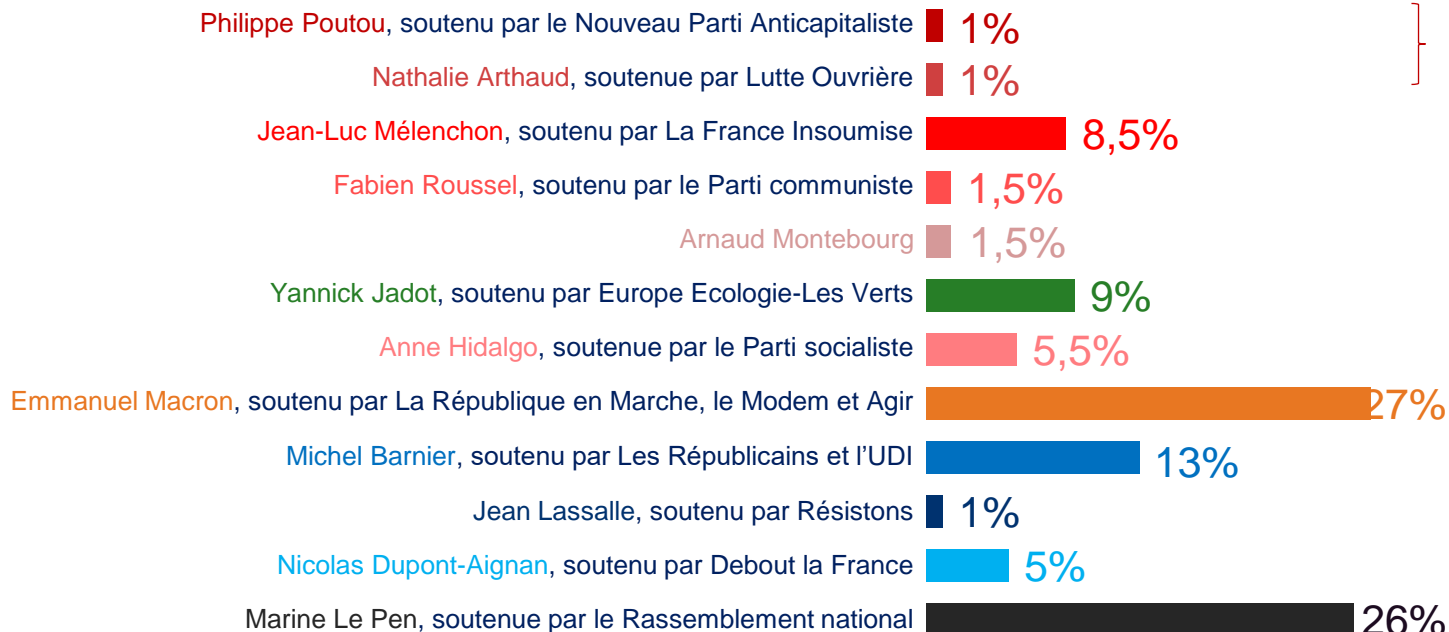 Philippe Poutou, soutenu par le Nouveau Parti Anticapitaliste 1%
Nathalie Arthaud, soutenue par Lutte Ouvrière 1%
Jean-Luc Mélenchon, soutenu par La France Insoumise 8,5%
Fabien Roussel, soutenu par le Parti communiste 1,5%
Arnaud Montebourg 1,5%
Yannick Jadot, soutenu par Europe Ecologie-Les Verts 9%
Anne Hidalgo, soutenue par le Parti socialiste 5,5%
Emmanuel Macron, soutenu par La République en Marche, le Modem et Agir 27%
Michel Barnier, soutenu par Les Républicains et l’UDI 13%
Jean Lassalle, soutenu par Résistons 1%
Nicolas Dupont-Aignan, soutenu par Debout la France 5%
Marine Le Pen, soutenue par le Rassemblement national 26%